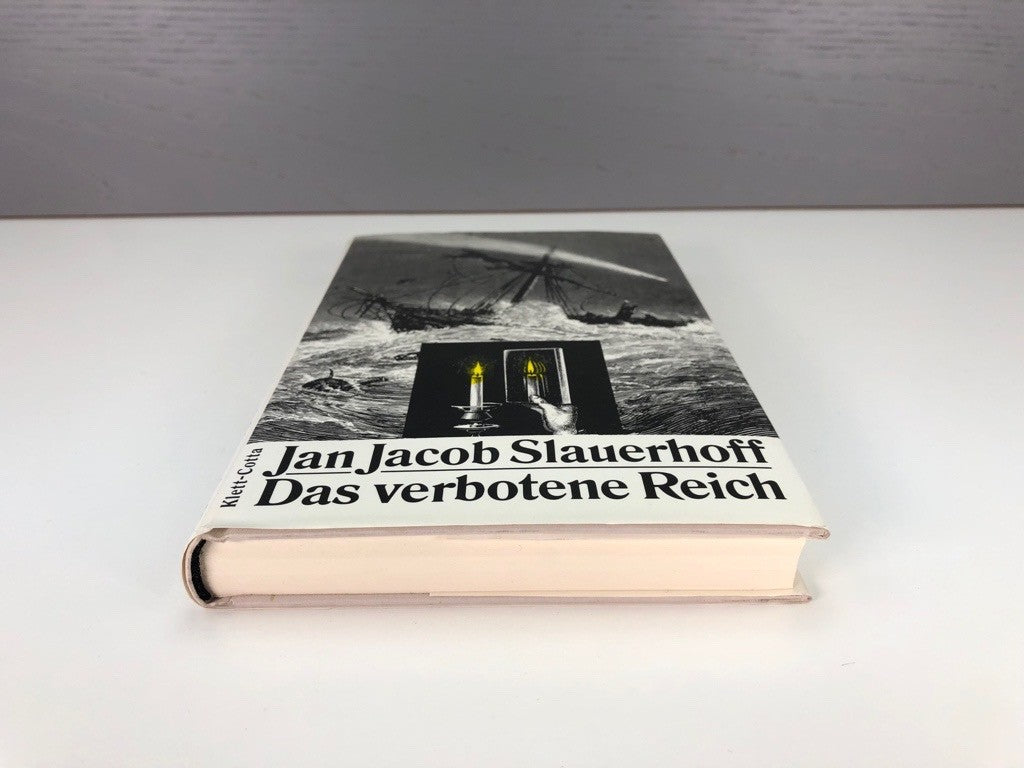 Jan Jacob Slauerhoff
Das verbotene Reich
Klett-Cotta